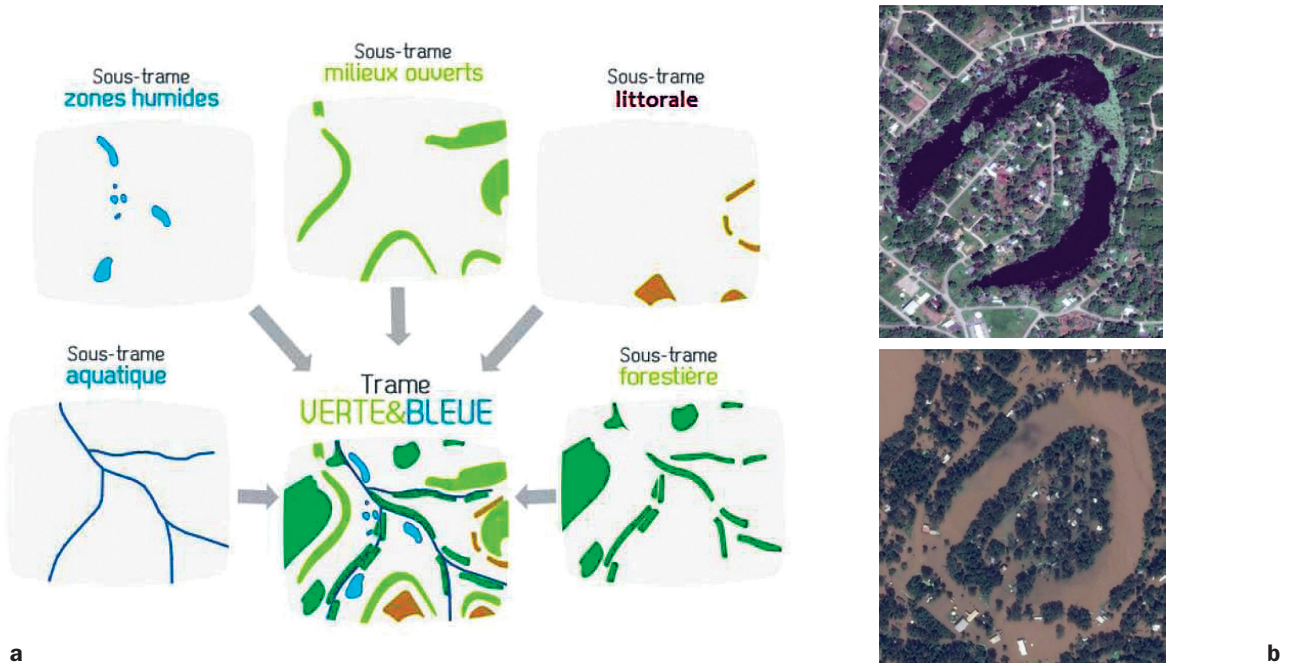 Sous-trame
zones humides
Sous-trame
milieux ouverts
Sous-trame
littorale
Sous-trame
aquatique
Trame
VERTE&BLEUE
Sous-trame
forestière
a
b